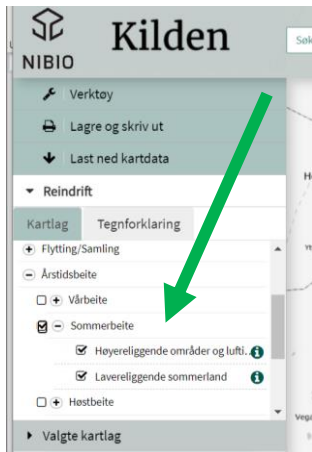 Kilden
NIBIO
Søk
Verktøy
Lagre og skriv ut
Last ned kartdata
Reindrift
Kartlag Tegnforklaring
Flytting/Samling
Årstidsbeite
Vårbeite
Sommerbeite
Høyereliggende områder og lufti..
Lavereliggende sommerland
Høstbeite
Valgte kartlag
Vega